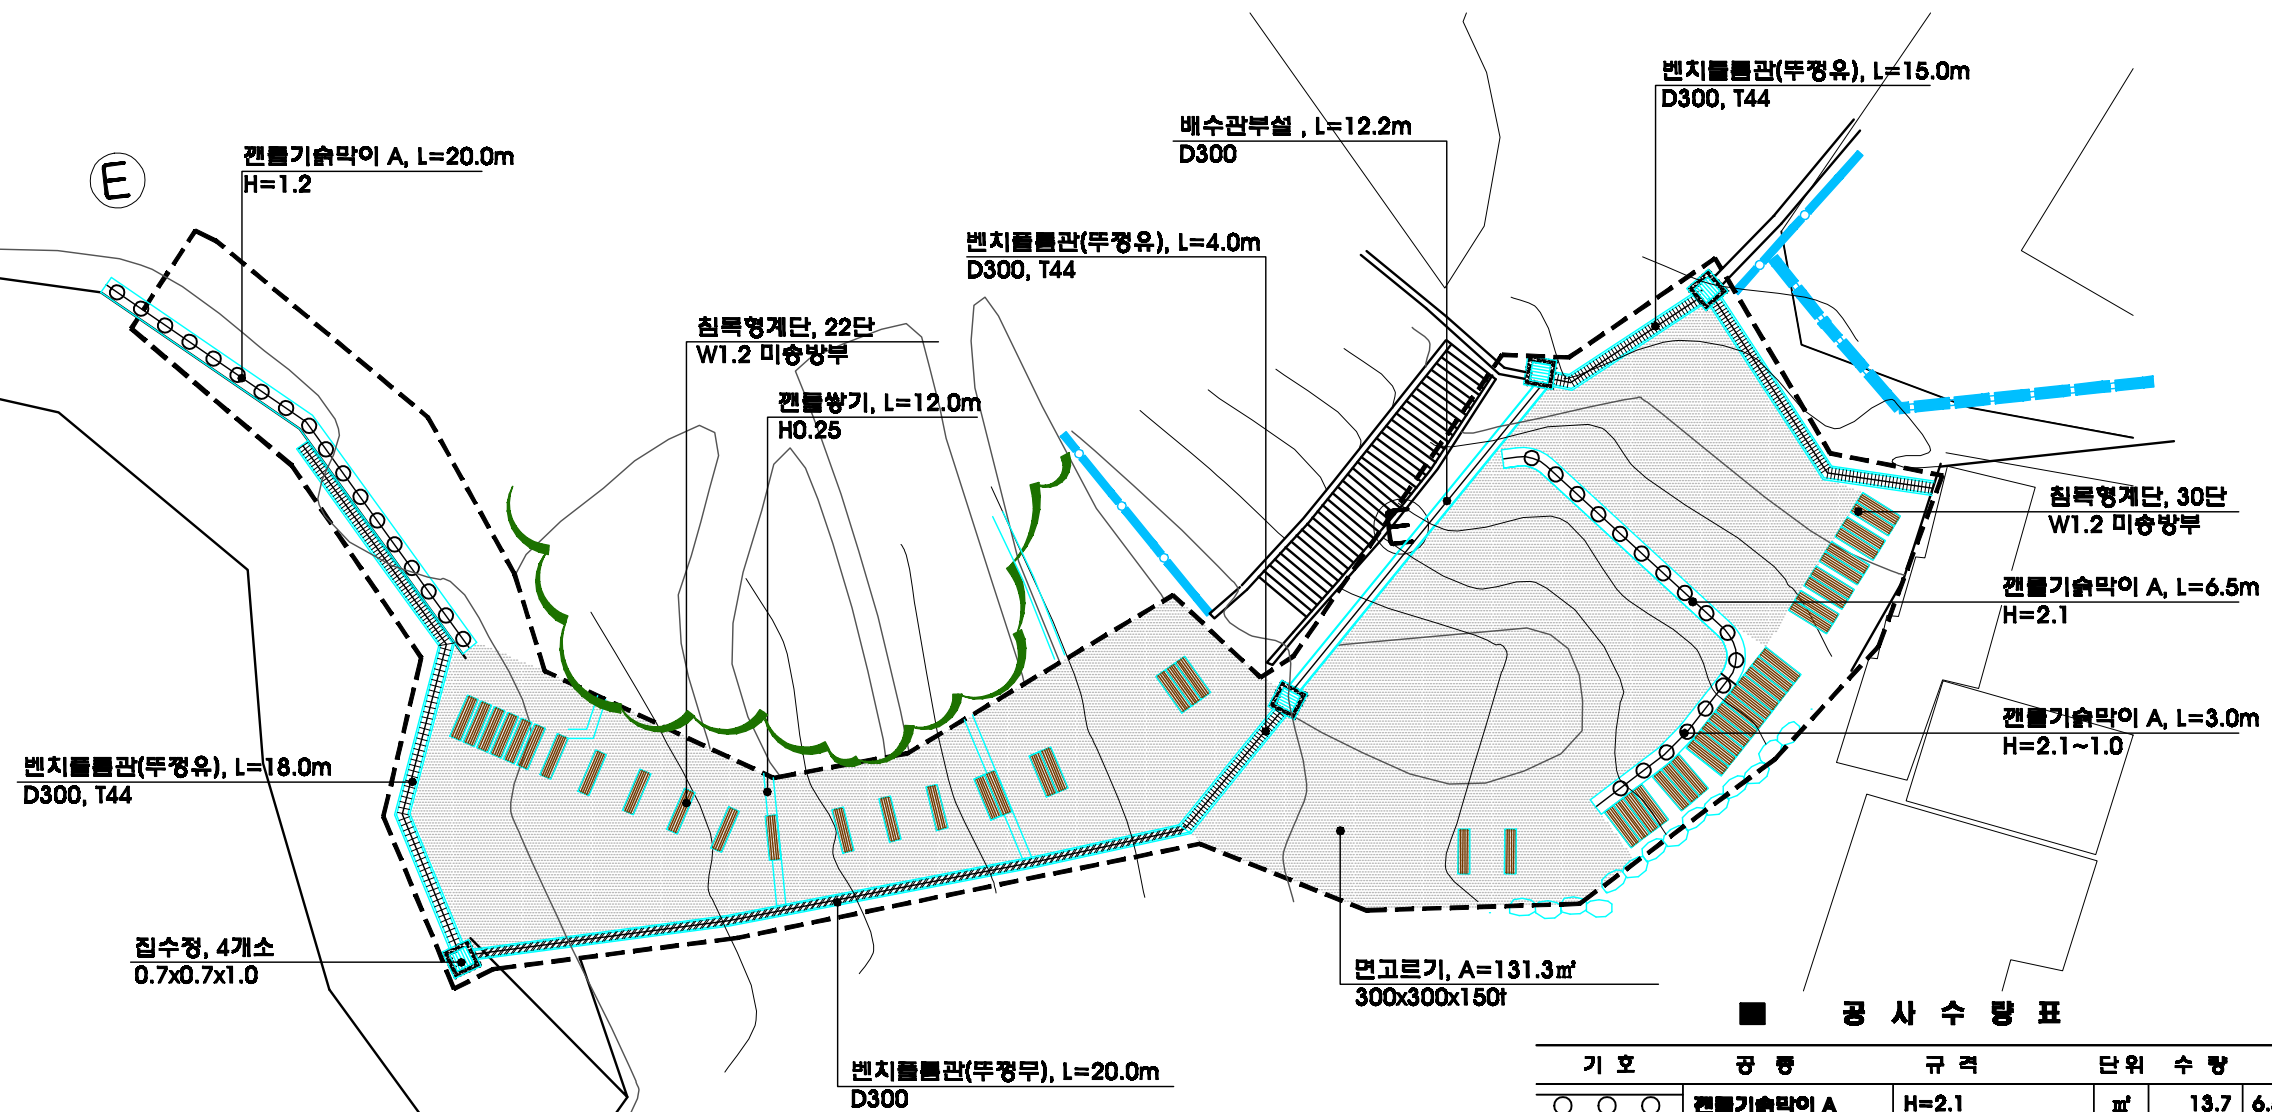 벤치플륨관(뚜껑유), L=15.0m
D300, T44
배수관부설 , L=12.2m
D300
깬돌기슭막이 A, L=20.0m
H=1.2
E
벤치플륨관(뚜껑유), L=4.0m
D300, T44
침목형계단, 22단
W1.2 미송방부
깬돌쌓기, L=12.0m
H0.25
E
침목형계단, 30단
W1.2 미송방부
깬돌기슭막이 A, L=6.5m
H=2.1
깬돌기슭막이 A, L=3.0m
H=2.1~1.0
벤치플륨관(뚜껑유), L=18.0m
D300, T44
집수정, 4개소
0.7x0.7x1.0
면고르기, A=131.3㎡
300x300x150t
벤치플륨관(뚜껑무), L=20.0m
D300
■ 공 사 수 량 표
기 호 공 종 규 격 단위 수 량
깬돌기슭막이 A H=2.1 ㎡ 13.7